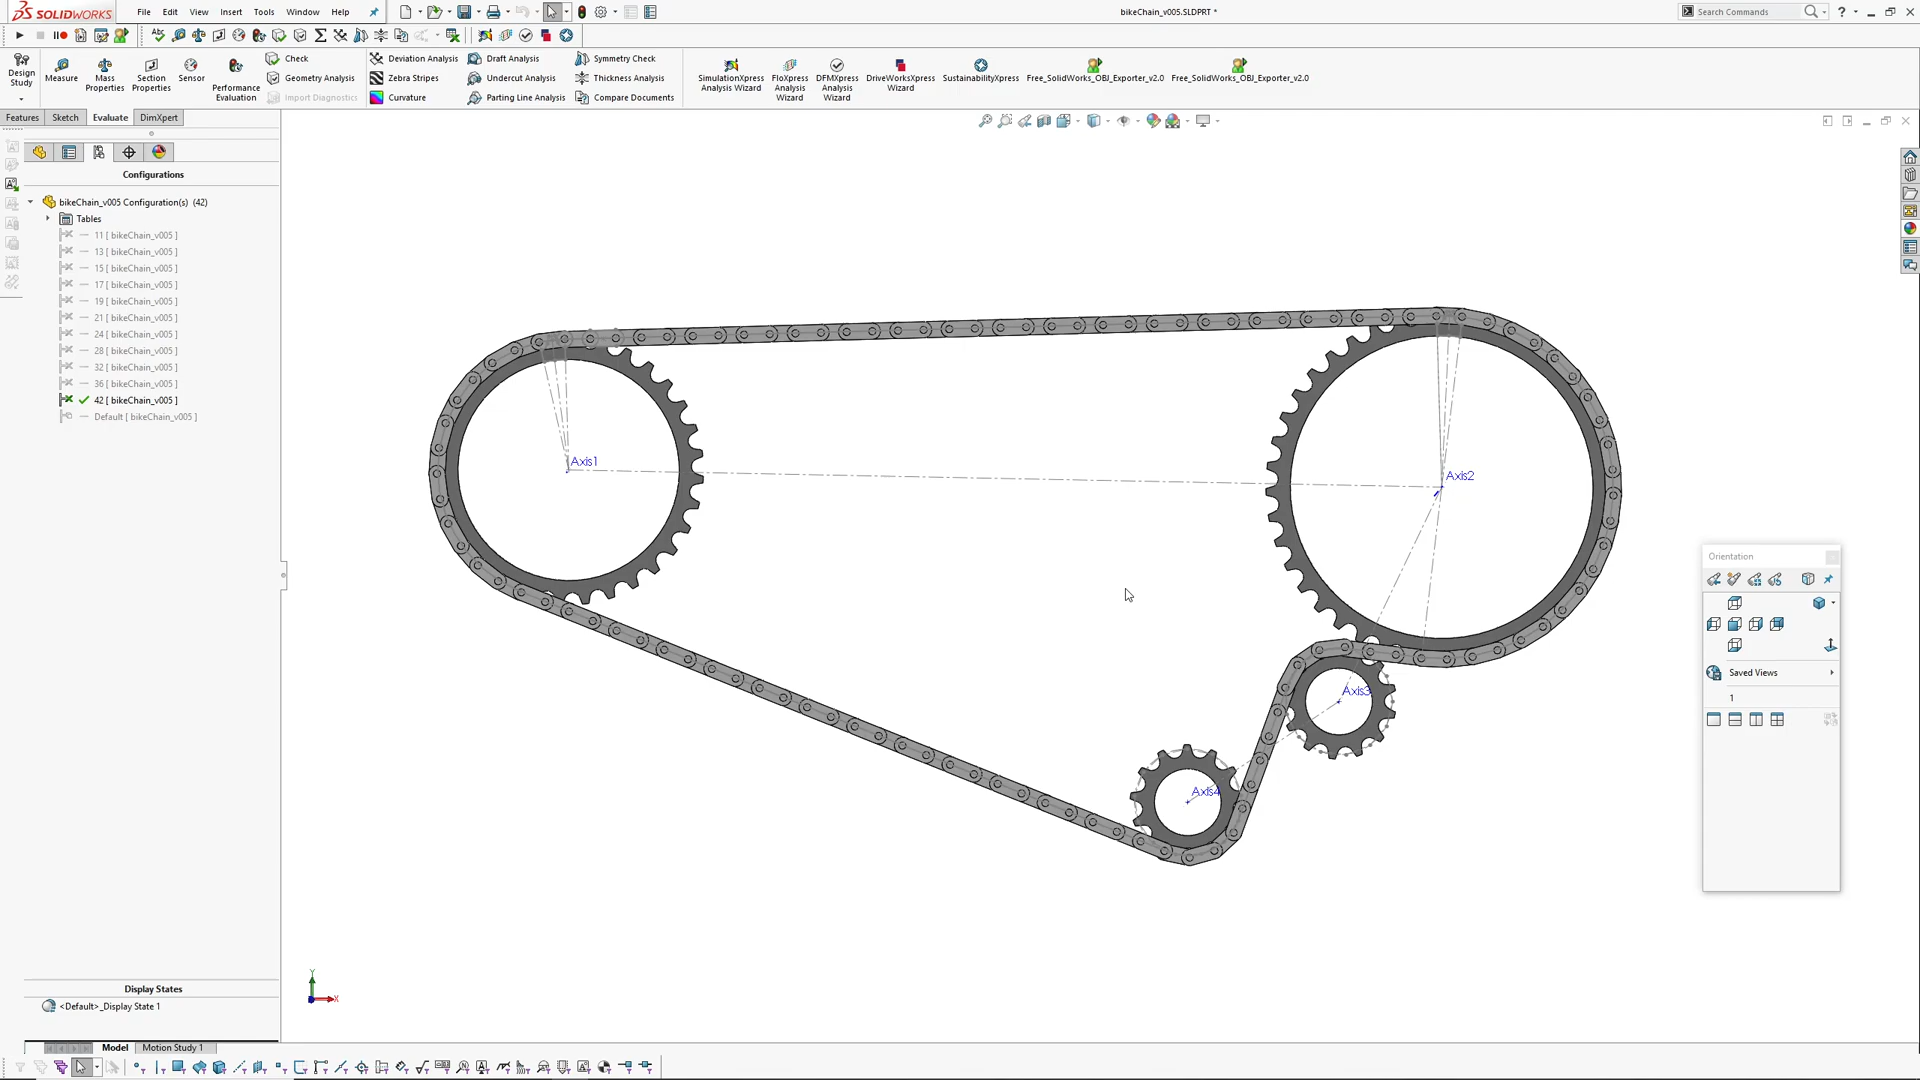 SOLIDWORKS File Edit View Insert Tools Window Help bikeChain_v005.SLDPRT * Search Commands
Design Study
Measure
Mass Properties
Section Properties
Sensor
Performance Evaluation
Check
Geometry Analysis
Import Diagnostics
Deviation Analysis
Zebra Stripes
Curvature
Draft Analysis
Undercut Analysis
Parting Line Analysis
Symmetry Check
Thickness Analysis
Compare Documents
SimulationXpress Analysis Wizard
FloXpress Analysis Wizard
DFMXpress Analysis Wizard
DriveWorksXpress Wizard
SustainabilityXpress
Free_SolidWorks_OBJ_Exporter_v2.0
Free_SolidWorks_OBJ_Exporter_v2.0
Features Sketch Evaluate DimXpert
Configurations
bikeChain_v005 Configuration(s) (42)
Tables
11 [ bikeChain_v005 ]
13 [ bikeChain_v005 ]
15 [ bikeChain_v005 ]
17 [ bikeChain_v005 ]
19 [ bikeChain_v005 ]
21 [ bikeChain_v005 ]
24 [ bikeChain_v005 ]
28 [ bikeChain_v005 ]
32 [ bikeChain_v005 ]
36 [ bikeChain_v005 ]
42 [ bikeChain_v005 ]
Default [ bikeChain_v005 ]
Axis1
Axis2
Axis3
Axis4
Orientation
Saved Views
1
Y
X
Display States
<Default>_Display State 1
Model Motion Study 1